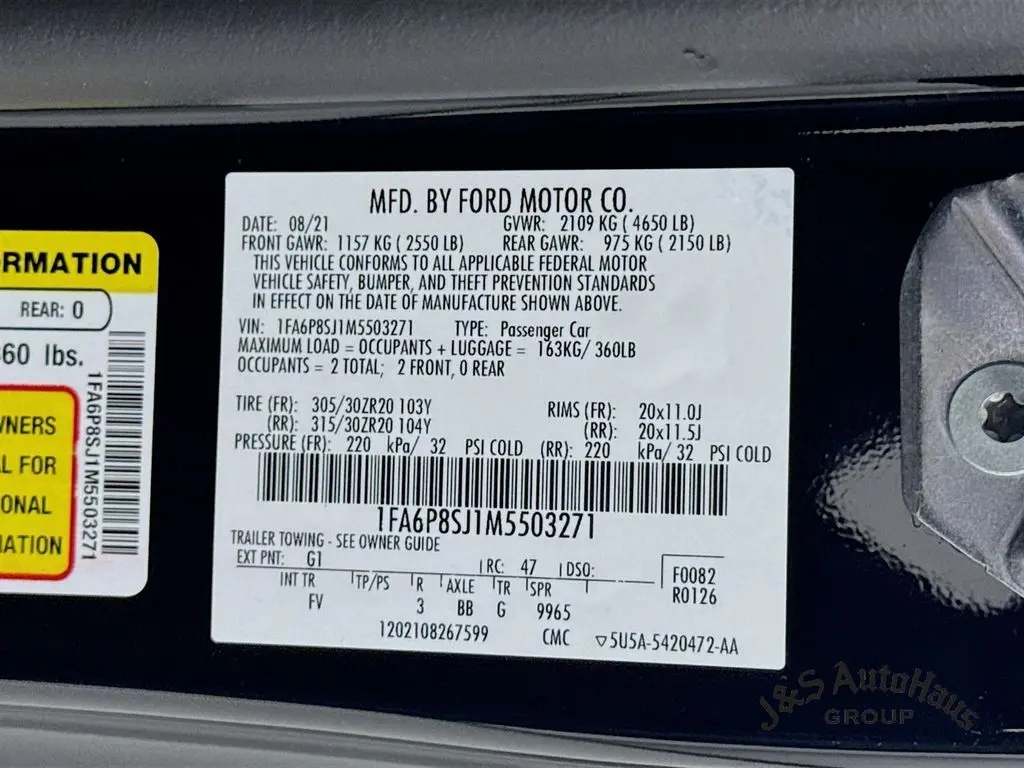 MFD. BY FORD MOTOR CO.
DATE: 08/21 GVWR: 2109 KG ( 4650 LB)
FRONT GAWR: 1157 KG ( 2550 LB) REAR GAWR: 975 KG ( 2150 LB)
THIS VEHICLE CONFORMS TO ALL APPLICABLE FEDERAL MOTOR
VEHICLE SAFETY, BUMPER, AND THEFT PREVENTION STANDARDS
IN EFFECT ON THE DATE OF MANUFACTURE SHOWN ABOVE.
VIN: 1FA6P8SJ1M5503271 TYPE: Passenger Car
MAXIMUM LOAD = OCCUPANTS + LUGGAGE = 163KG/ 360LB
OCCUPANTS = 2 TOTAL; 2 FRONT, 0 REAR
TIRE (FR): 305/30ZR20 103Y RIMS (FR): 20x11.0J
(RR): 315/30ZR20 104Y (RR): 20x11.5J
PRESSURE (FR): 220 kPa/ 32 PSI COLD (RR): 220 kPa/ 32 PSI COLD
1FA6P8SJ1M5503271
TRAILER TOWING - SEE OWNER GUIDE
EXT PNT: G1 RC: 47 DSO: F0082
INT TR TP/PS R AXLE TR SPR R0126
FV 3 BB G 9965
1202108267599 CMC ▽5U5A-5420472-AA
RMATION
REAR: 0
360 lbs.
1FA6P8SJ1M5503271
WNERS
AL FOR
IONAL
MATION
J&S AutoHaus
GROUP